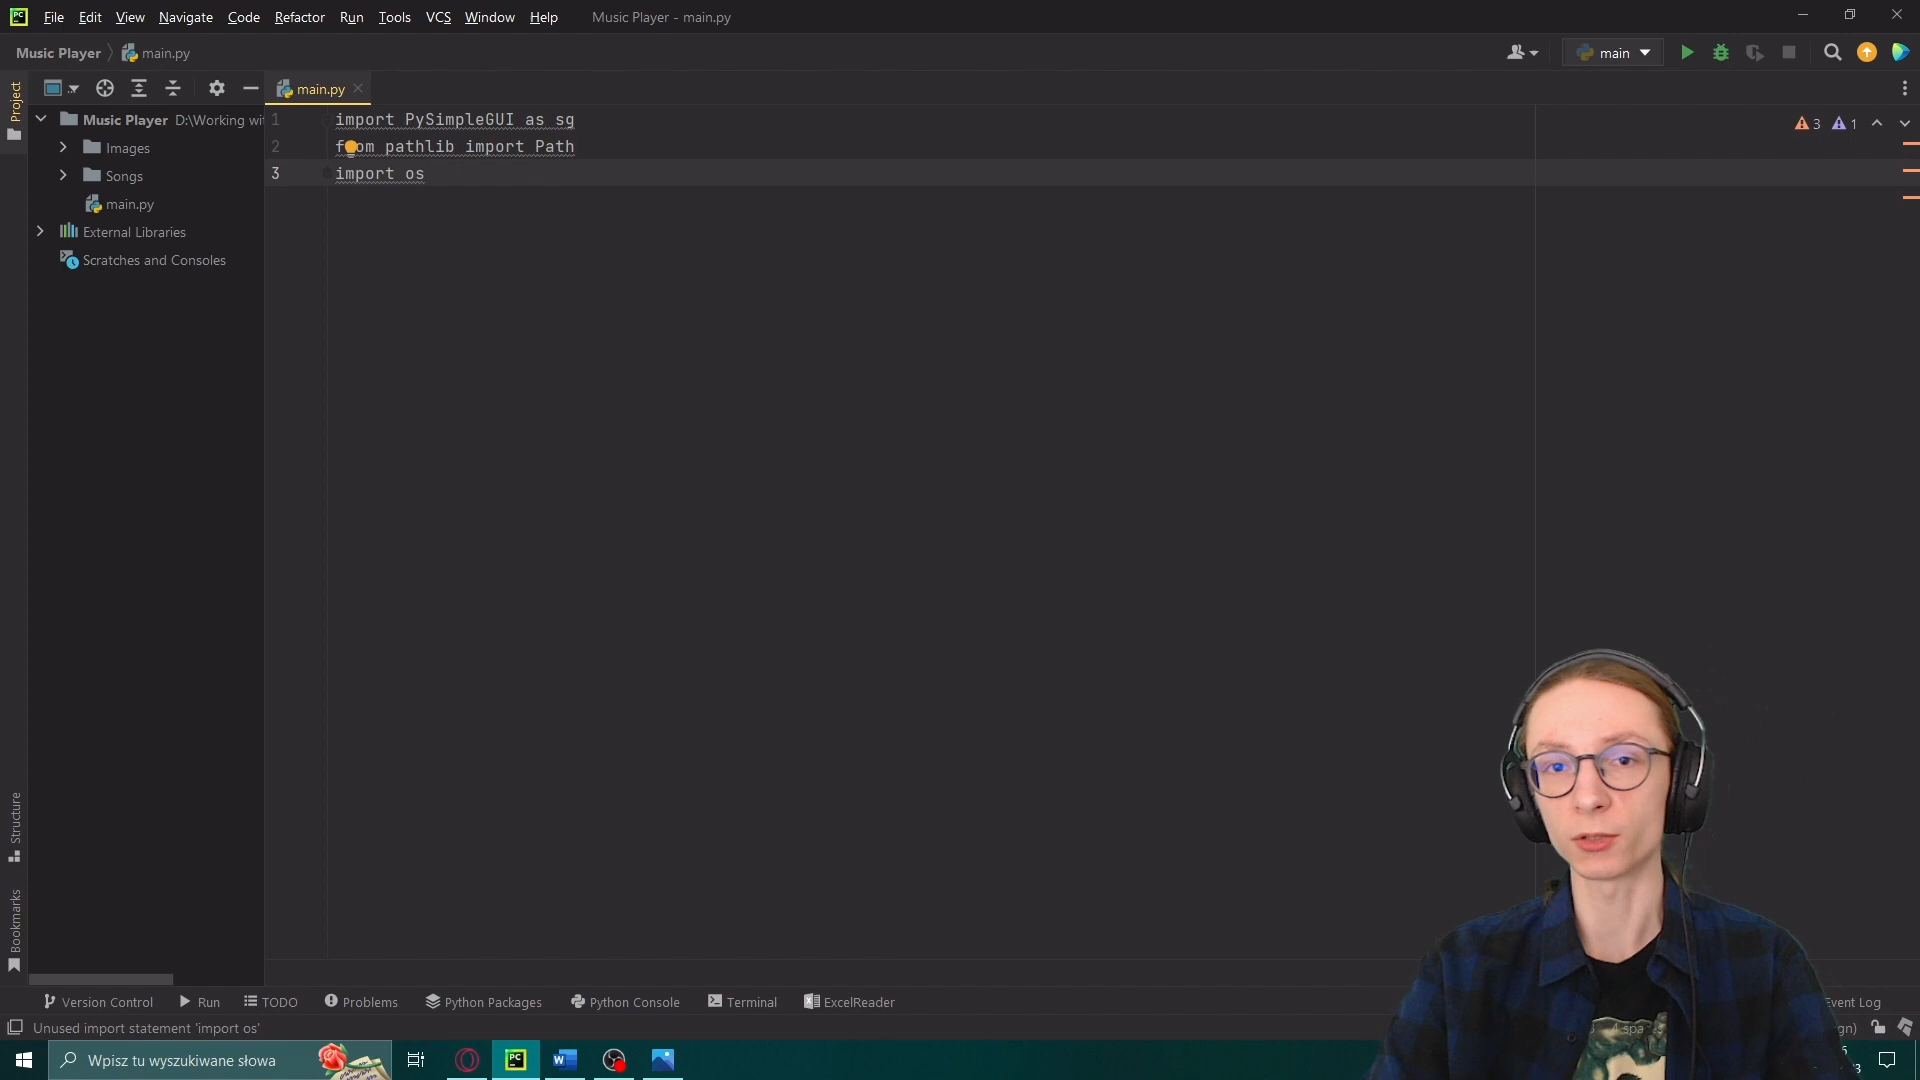 PC File Edit View Navigate Code Refactor Run Tools VCS Window Help Music Player - main.py
Music Player main.py main
Project
main.py
Music Player D:\Working wi
Images
Songs
main.py
External Libraries
Scratches and Consoles
1 import PySimpleGUI as sg
2 from pathlib import Path
3 import os
3 1
Structure
Bookmarks
Version Control Run TODO Problems Python Packages Python Console Terminal ExcelReader Event Log
Unused import statement 'import os'
Wpisz tu wyszukiwane słowa